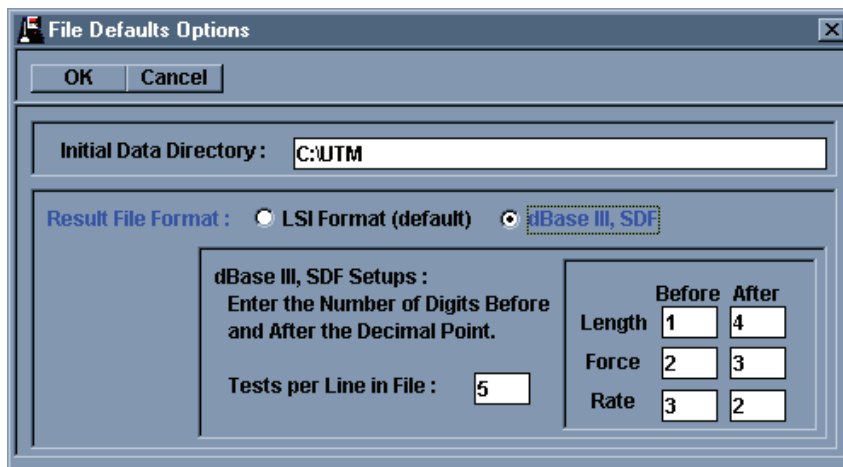 File Defaults Options
OK Cancel
Initial Data Directory : C:\UTM
Result File Format : LSI Format (default) dBase III, SDF
dBase III, SDF Setups :
Enter the Number of Digits Before
and After the Decimal Point.
Tests per Line in File : 5
Before After
Length 1 4
Force 2 3
Rate 3 2